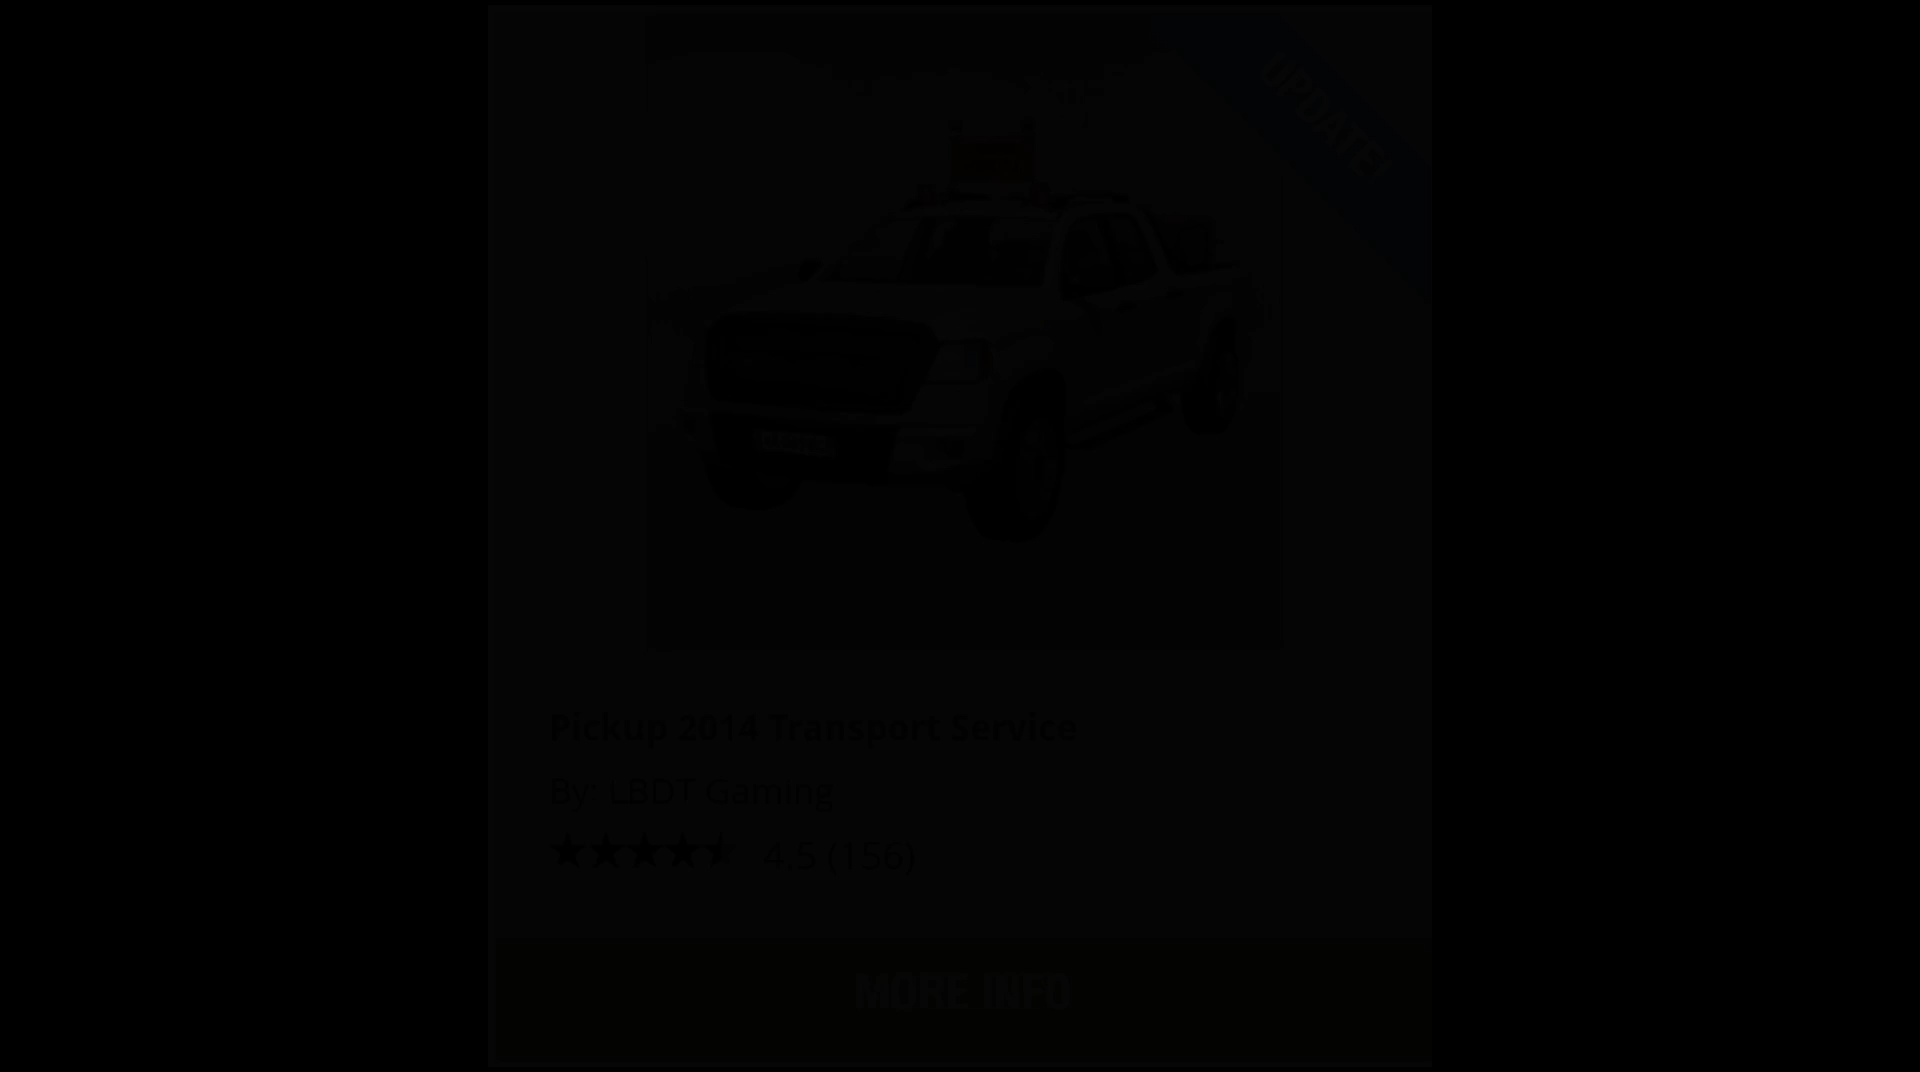 UPDATE!
Pickup 2014 Transport Service
By: LBDT Gaming
4.5 (156)
MORE INFO